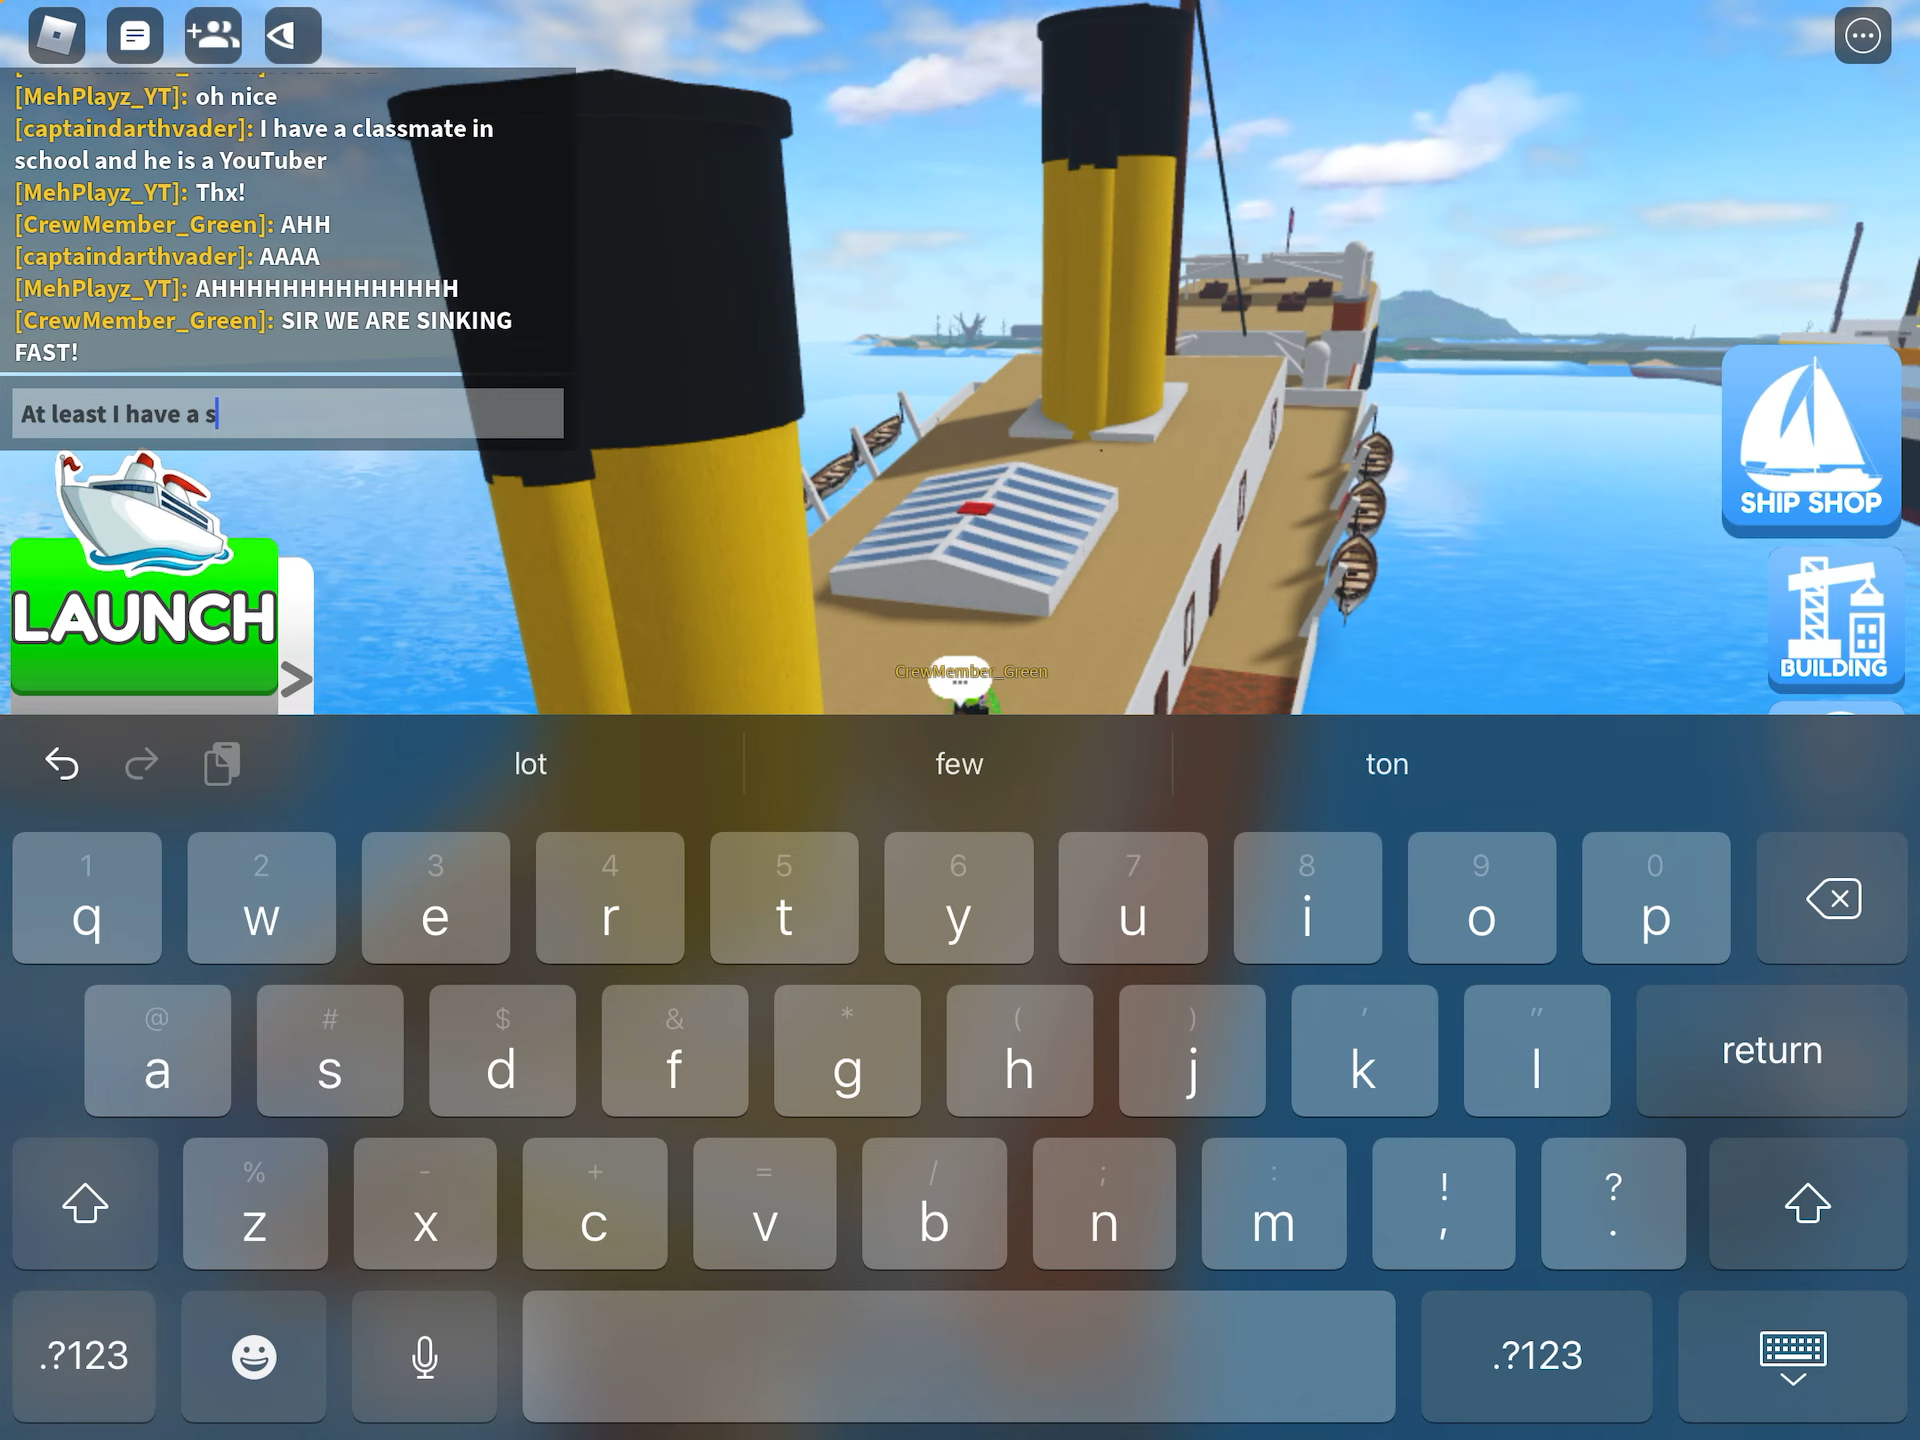 [MehPlayz_YT]: oh nice
[captaindarthvader]: I have a classmate in
school and he is a YouTuber
[MehPlayz_YT]: Thx!
[CrewMember_Green]: AHH
[captaindarthvader]: AAAA
[MehPlayz_YT]: AHHHHHHHHHHHHHHH
[CrewMember_Green]: SIR WE ARE SINKING
FAST!
At least I have a s
SHIP SHOP
LAUNCH
>
BUILDING
CrewMember_Green
lot few ton
1 2 3 4 5 6 7 8 9 0
q w e r t y u i o p
@ # $ & * ( ) ' "
a s d f g h j k l return
% - + = / ; : ! ?
z x c v b n m , .
.?123 .?123